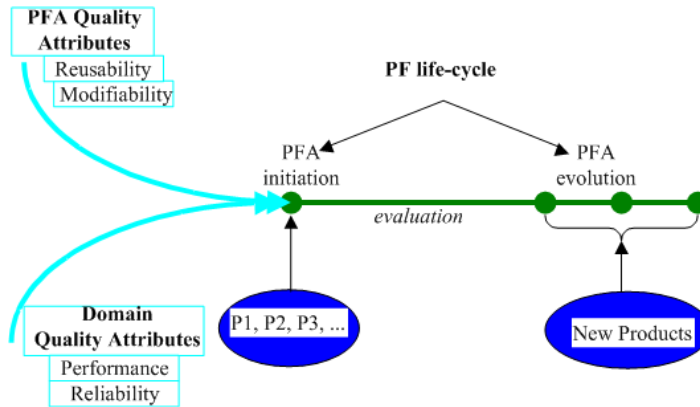 PFA Quality
Attributes
Reusability
Modifiability
PF life-cycle
PFA
initiation
PFA
evolution
evaluation
P1, P2, P3, ...
New Products
Domain
Quality Attributes
Performance
Reliability